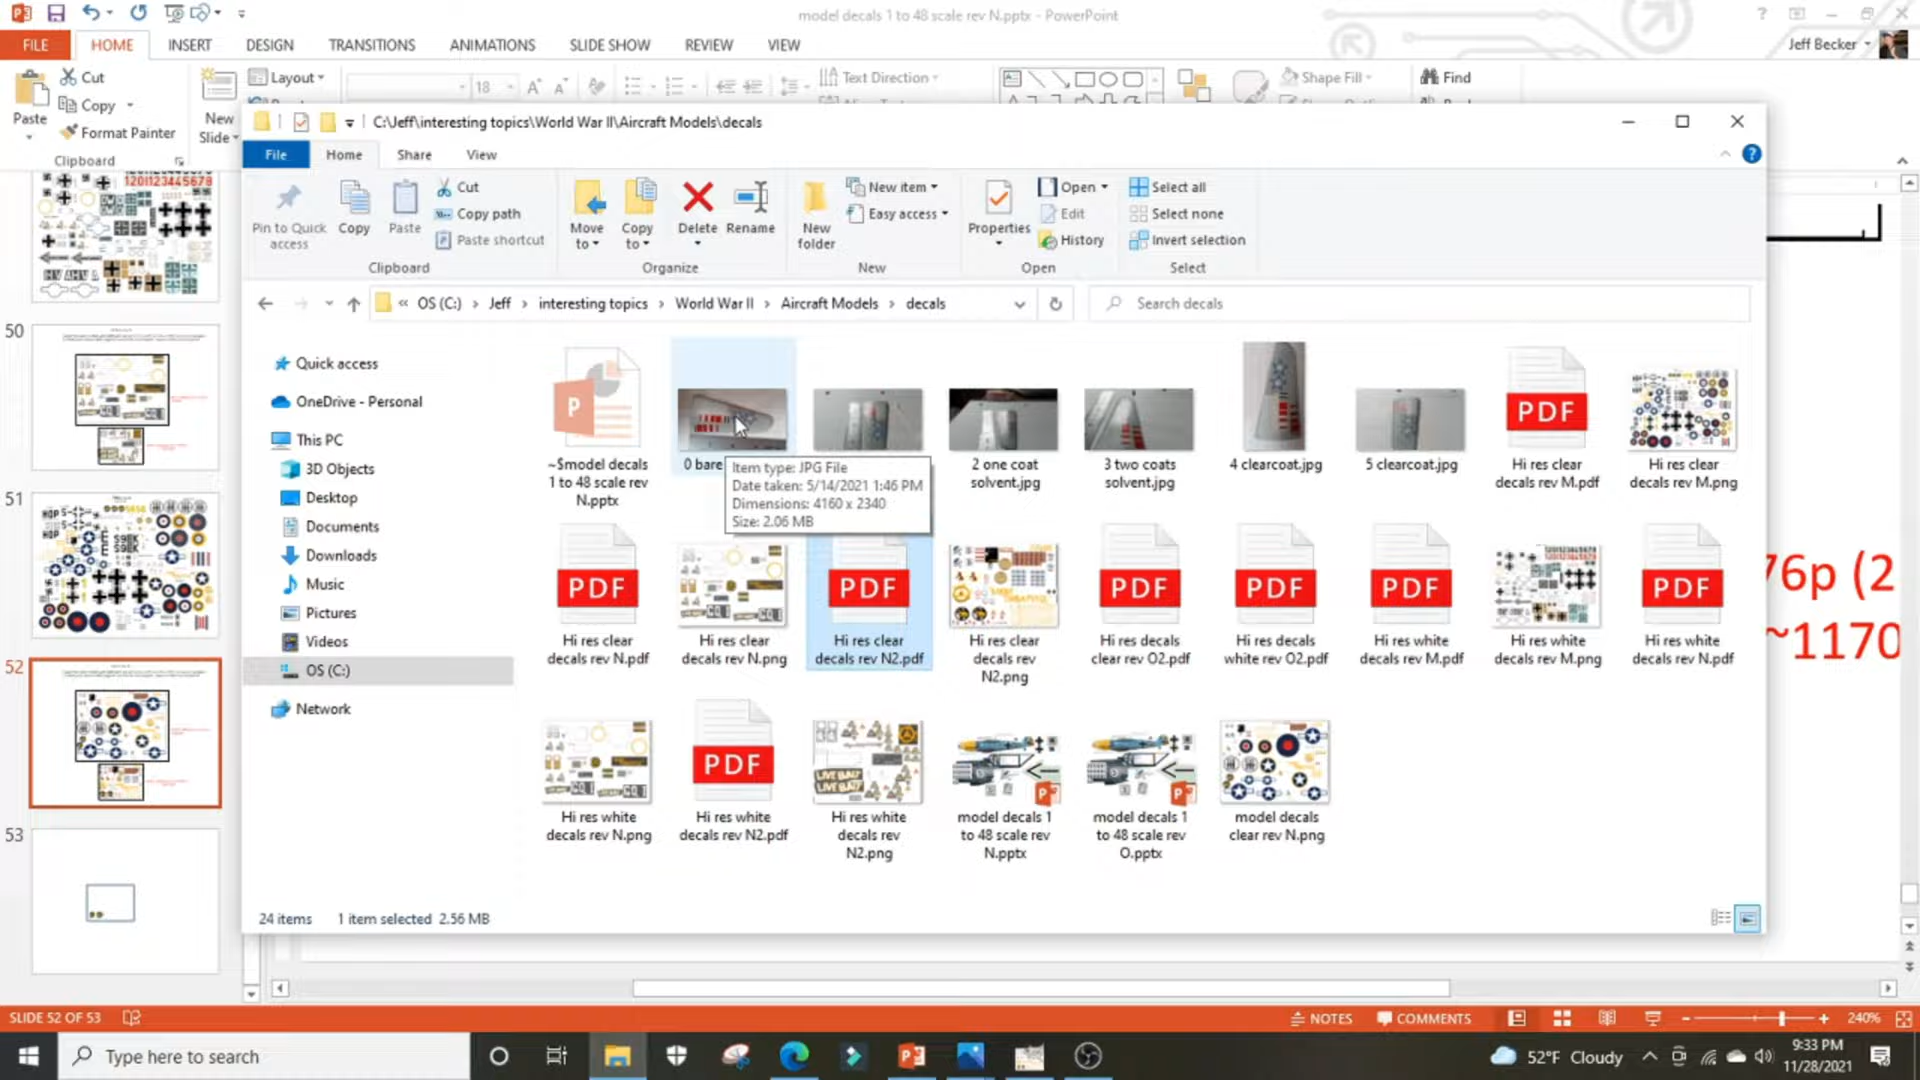 model decals 1 to 48 scale rev N.pptx - PowerPoint
FILE
HOME
INSERT
DESIGN
TRANSITIONS
ANIMATIONS
SLIDE SHOW
REVIEW
VIEW
Jeff Becker
Paste
Cut
Copy
Format Painter
Clipboard
New
Slide
Layout
18
Text Direction
Shape Fill
Find
C:\Jeff\interesting topics\World War II\Aircraft Models\decals
File
Home
Share
View
Pin to Quick
access
Copy
Paste
Cut
Copy path
Paste shortcut
Clipboard
Move
to
Copy
to
Delete
Rename
Organize
New
folder
New item
Easy access
New
Properties
Open
Edit
History
Open
Select all
Select none
Invert selection
Select
« OS (C:) › Jeff › interesting topics › World War II › Aircraft Models › decals
Search decals
Quick access
OneDrive - Personal
This PC
3D Objects
Desktop
Documents
Downloads
Music
Pictures
Videos
OS (C:)
Network
~$model decals
1 to 48 scale rev
N.pptx
0 bare
2 one coat
solvent.jpg
3 two coats
solvent.jpg
4 clearcoat.jpg
5 clearcoat.jpg
PDF
Hi res clear
decals rev M.pdf
Hi res clear
decals rev M.png
Item type: JPG File
Date taken: 5/14/2021 1:46 PM
Dimensions: 4160 x 2340
Size: 2.06 MB
PDF
Hi res clear
decals rev N.pdf
Hi res clear
decals rev N.png
PDF
Hi res clear
decals rev N2.pdf
Hi res clear
decals rev
N2.png
PDF
Hi res decals
clear rev O2.pdf
PDF
Hi res decals
white rev O2.pdf
PDF
Hi res white
decals rev M.pdf
Hi res white
decals rev M.png
PDF
Hi res white
decals rev N.pdf
Hi res white
decals rev N.png
PDF
Hi res white
decals rev N2.pdf
LIVE BAIT
LIVE BAIT
Hi res white
decals rev
N2.png
model decals 1
to 48 scale rev
N.pptx
model decals 1
to 48 scale rev
O.pptx
model decals
clear rev N.png
24 items
1 item selected 2.56 MB
50
51
52
53
76p (2
~1170
SLIDE 52 OF 53
NOTES
COMMENTS
240%
Type here to search
52°F Cloudy
9:33 PM
11/28/2021